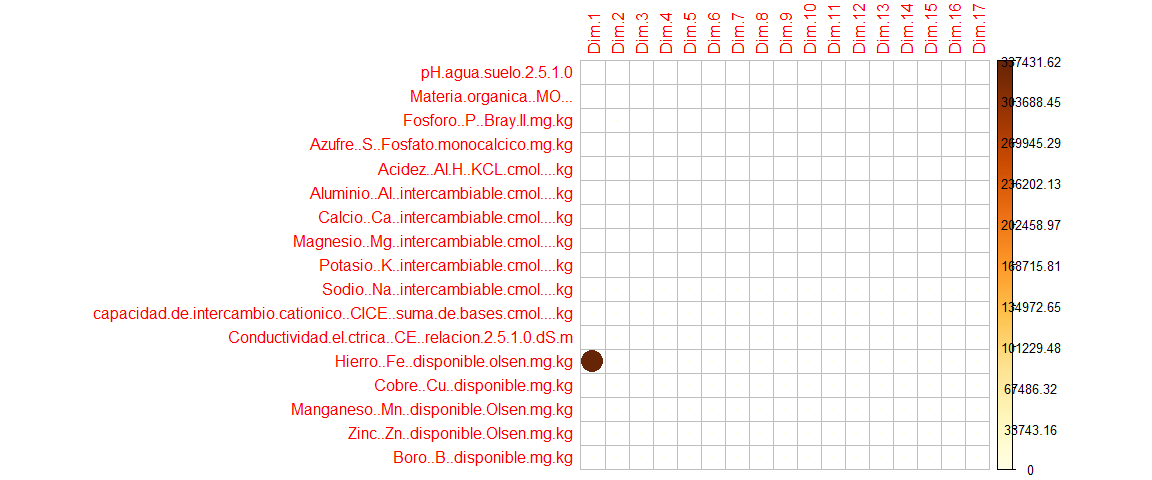 Dim.1 Dim.2 Dim.3 Dim.4 Dim.5 Dim.6 Dim.7 Dim.8 Dim.9 Dim.10 Dim.11 Dim.12 Dim.13 Dim.14 Dim.15 Dim.16 Dim.17
pH.agua.suelo.2.5.1.0
Materia.organica..MO...
Fosforo..P..Bray.II.mg.kg
Azufre..S..Fosfato.monocalcico.mg.kg
Acidez..Al.H..KCL.cmol....kg
Aluminio..Al..intercambiable.cmol....kg
Calcio..Ca..intercambiable.cmol....kg
Magnesio..Mg..intercambiable.cmol....kg
Potasio..K..intercambiable.cmol....kg
Sodio..Na..intercambiable.cmol....kg
capacidad.de.intercambio.cationico..CICE..suma.de.bases.cmol....kg
Conductividad.el.ctrica..CE..relacion.2.5.1.0.dS.m
Hierro..Fe..disponible.olsen.mg.kg
Cobre..Cu..disponible.mg.kg
Manganeso..Mn..disponible.Olsen.mg.kg
Zinc..Zn..disponible.Olsen.mg.kg
Boro..B..disponible.mg.kg
337431.62
303688.45
269945.29
236202.13
202458.97
168715.81
134972.65
101229.48
67486.32
33743.16
0